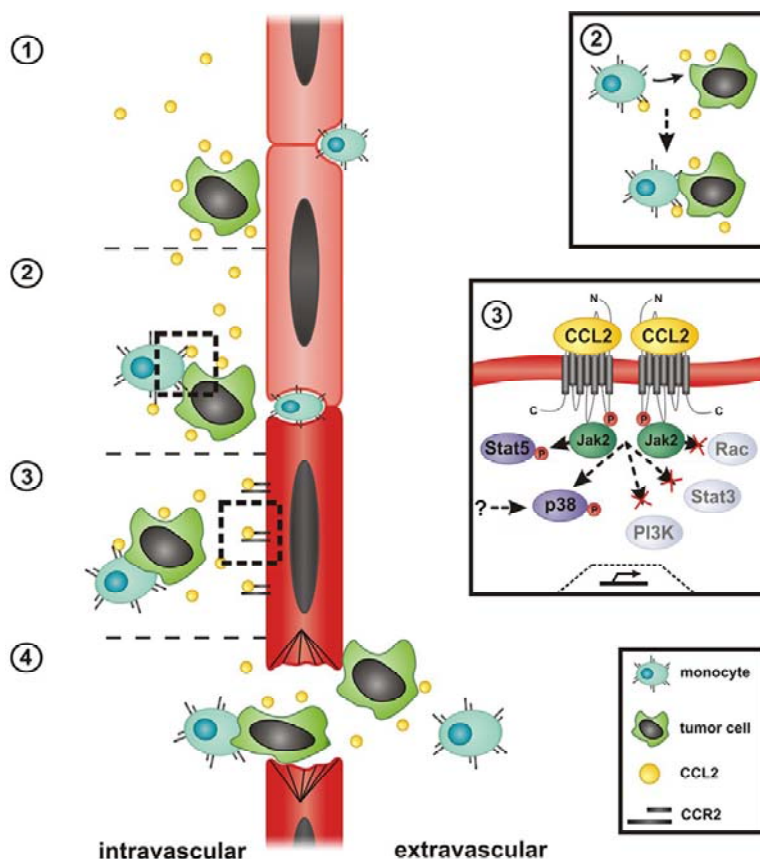 1
2
3
4
intravascular
extravascular
2
3
N
N
CCL2
CCL2
C
C
P
P
Jak2
Jak2
Stat5
P
Rac
Stat3
?
p38
P
PI3K
monocyte
tumor cell
CCL2
CCR2